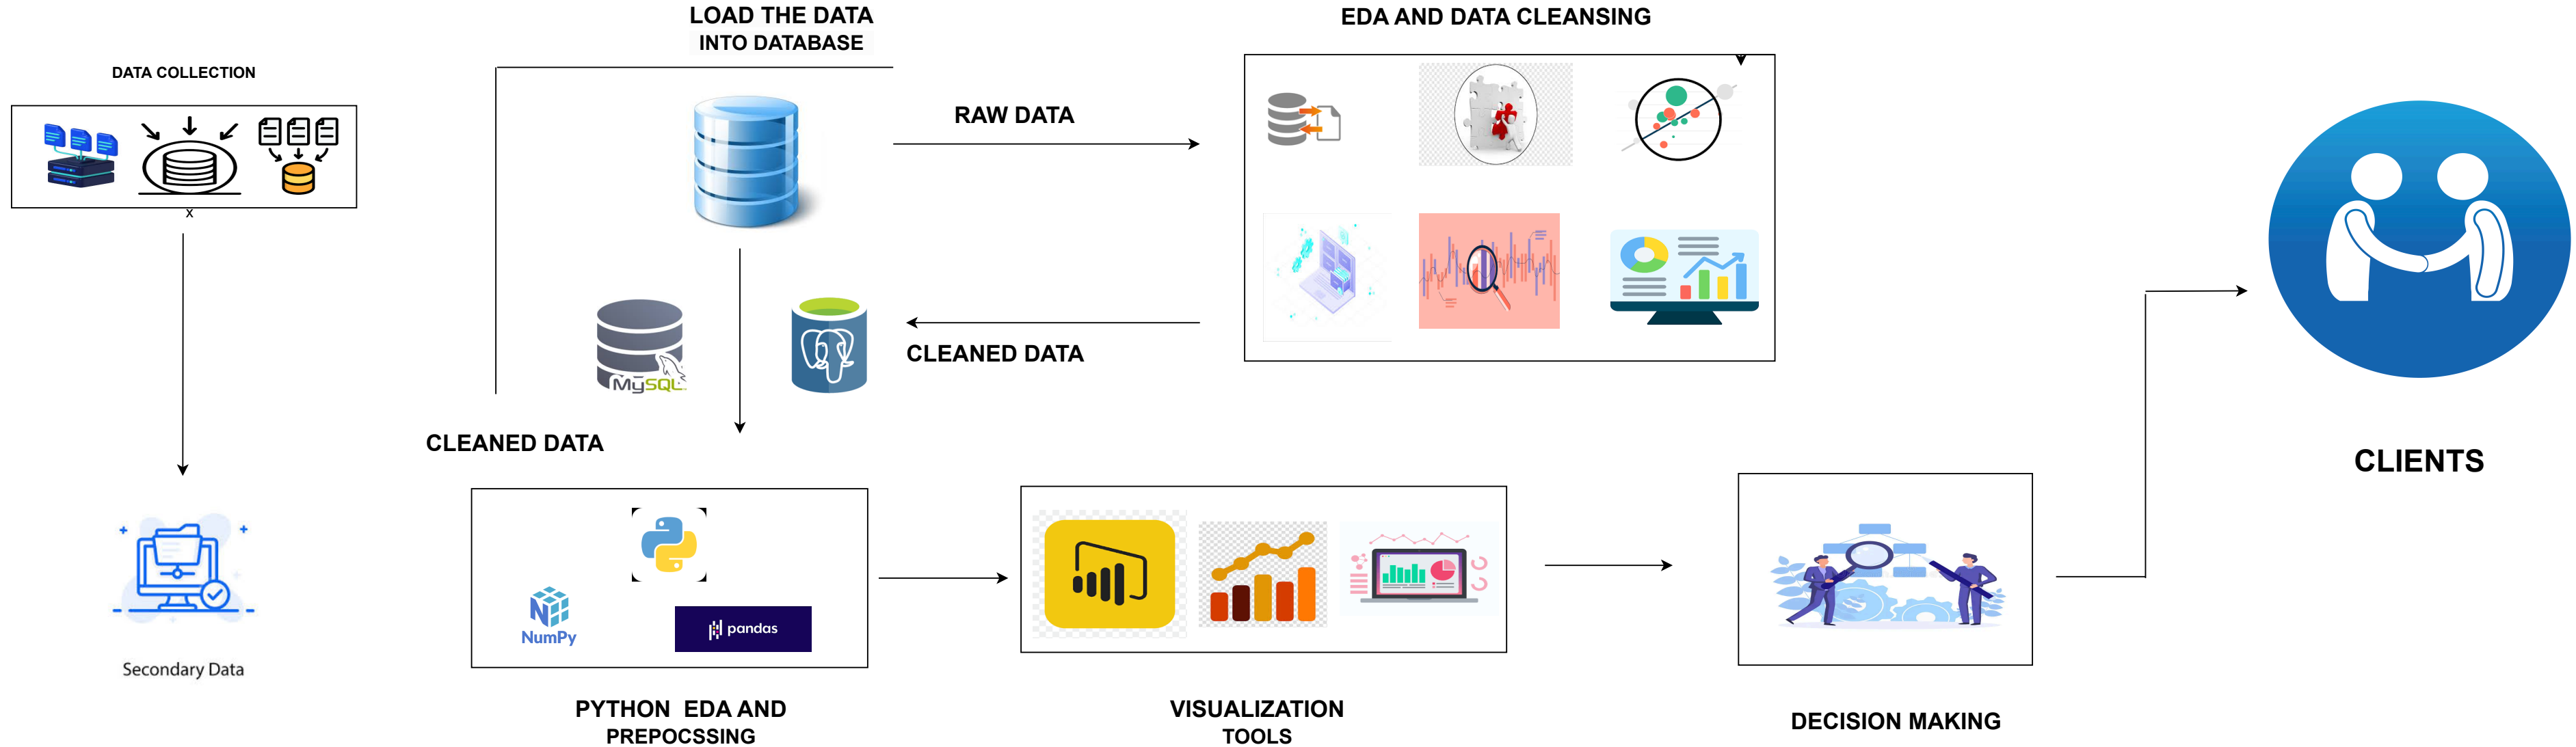 LOAD THE DATA
INTO DATABASE
EDA AND DATA CLEANSING
DATA COLLECTION
RAW DATA
x
MySQL
CLEANED DATA
CLEANED DATA
CLIENTS
NumPy
pandas
Secondary Data
PYTHON EDA AND
PREPOCSSING
VISUALIZATION
TOOLS
DECISION MAKING